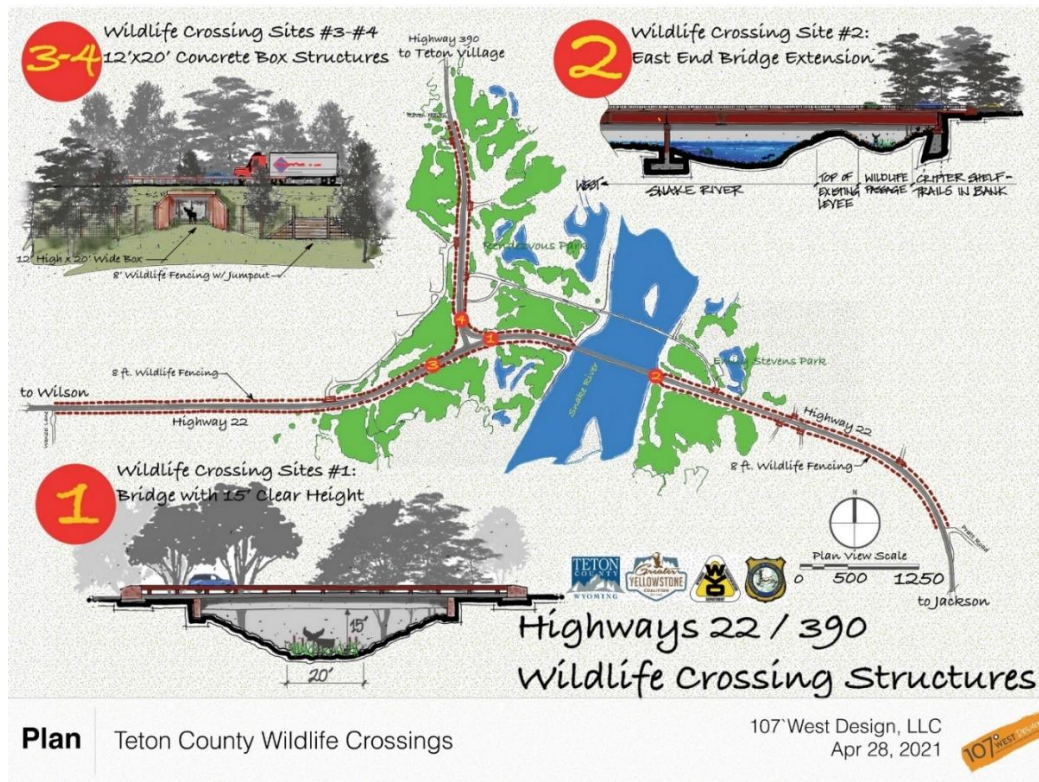 3-4
Wildlife Crossing Sites #3-#4
12'x20' Concrete Box Structures
12' High x 20' Wide Box
8' Wildlife Fencing w/Jumpout
Highway 390
to Teton Village
2
Wildlife Crossing Site #2:
East End Bridge Extension
WEST
SNAKE RIVER
TOP OF
EXISTING
LEVEE
WILDLIFE
PASSAGE
CRITTER SHELF-
TRAILS IN BANK
Rendezvous Park
4
1
3
2
Snake River
Emily Stevens Park
8 ft. Wildlife Fencing
to Wilson
Highway 22
Highway 22
8 ft. Wildlife Fencing
to Jackson
1
Wildlife Crossing Sites #1:
Bridge with 15' Clear Height
15'
20'
N
Plan View Scale
0 500 1250
TETON
COUNTY
WYOMING
Greater
YELLOWSTONE
COALITION
Highways 22 / 390
Wildlife Crossing Structures
Plan
Teton County Wildlife Crossings
107°West Design, LLC
Apr 28, 2021
107° WEST